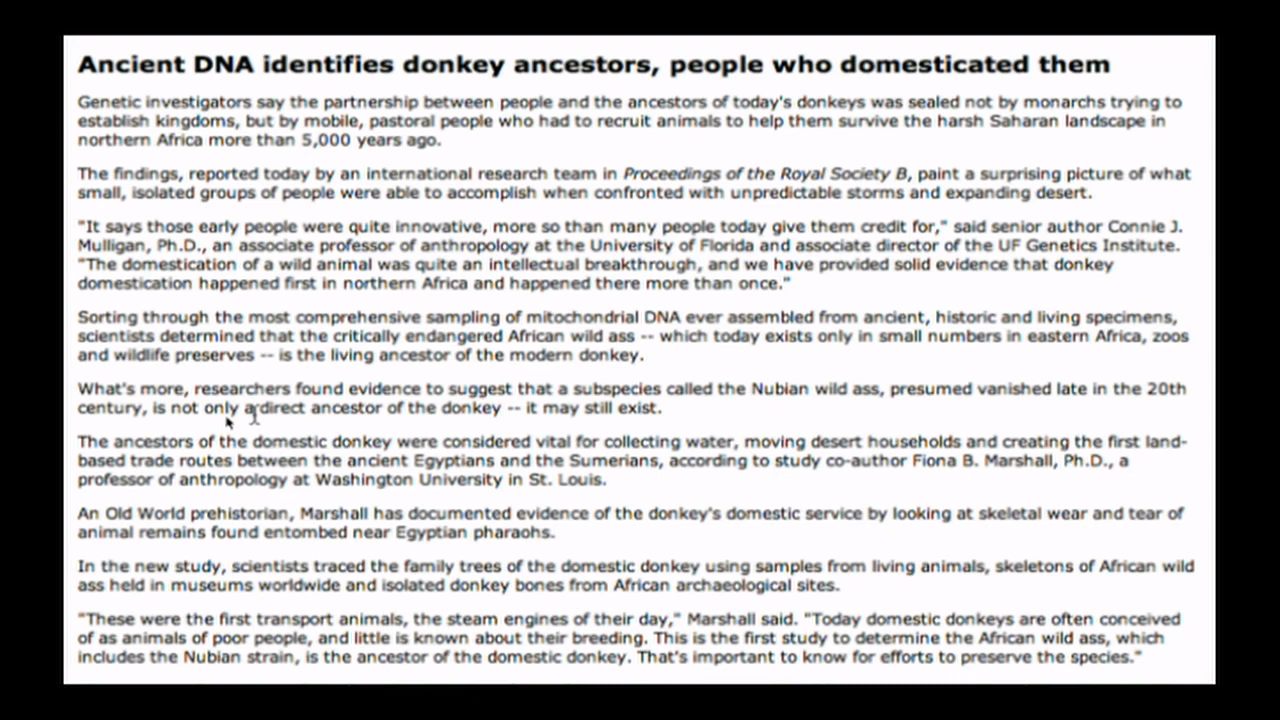 Ancient DNA identifies donkey ancestors, people who domesticated them
Genetic investigators say the partnership between people and the ancestors of today's donkeys was sealed not by monarchs trying to
establish kingdoms, but by mobile, pastoral people who had to recruit animals to help them survive the harsh Saharan landscape in
northern Africa more than 5,000 years ago.
The findings, reported today by an international research team in Proceedings of the Royal Society B, paint a surprising picture of what
small, isolated groups of people were able to accomplish when confronted with unpredictable storms and expanding desert.
"It says those early people were quite innovative, more so than many people today give them credit for," said senior author Connie J.
Mulligan, Ph.D., an associate professor of anthropology at the University of Florida and associate director of the UF Genetics Institute.
"The domestication of a wild animal was quite an intellectual breakthrough, and we have provided solid evidence that donkey
domestication happened first in northern Africa and happened there more than once."
Sorting through the most comprehensive sampling of mitochondrial DNA ever assembled from ancient, historic and living specimens,
scientists determined that the critically endangered African wild ass -- which today exists only in small numbers in eastern Africa, zoos
and wildlife preserves -- is the living ancestor of the modern donkey.
What's more, researchers found evidence to suggest that a subspecies called the Nubian wild ass, presumed vanished late in the 20th
century, is not only a direct ancestor of the donkey -- it may still exist.
The ancestors of the domestic donkey were considered vital for collecting water, moving desert households and creating the first land-
based trade routes between the ancient Egyptians and the Sumerians, according to study co-author Fiona B. Marshall, Ph.D., a
professor of anthropology at Washington University in St. Louis.
An Old World prehistorian, Marshall has documented evidence of the donkey's domestic service by looking at skeletal wear and tear of
animal remains found entombed near Egyptian pharaohs.
In the new study, scientists traced the family trees of the domestic donkey using samples from living animals, skeletons of African wild
ass held in museums worldwide and isolated donkey bones from African archaeological sites.
"These were the first transport animals, the steam engines of their day," Marshall said. "Today domestic donkeys are often conceived
of as animals of poor people, and little is known about their breeding. This is the first study to determine the African wild ass, which
includes the Nubian strain, is the ancestor of the domestic donkey. That's important to know for efforts to preserve the species."